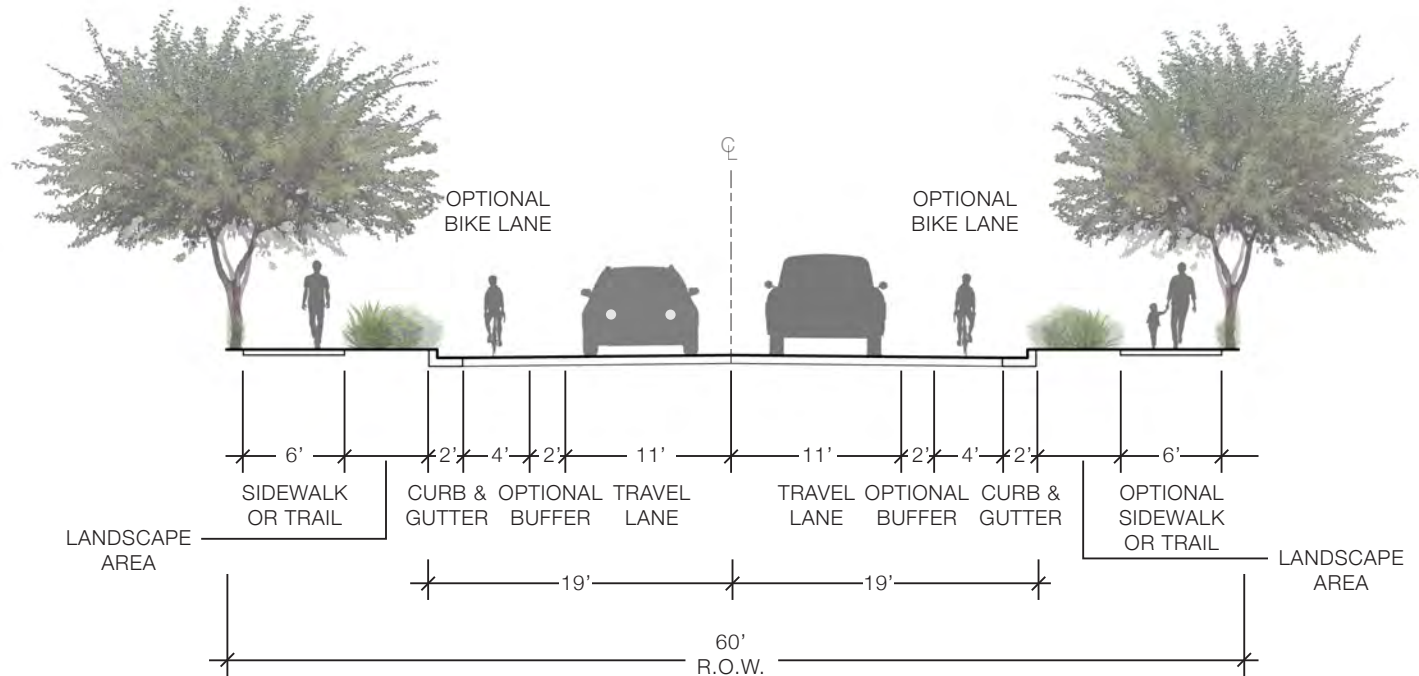 ℄
OPTIONAL
BIKE LANE
OPTIONAL
BIKE LANE
6’ 2’ 4’ 2’ 11’ 11’ 2’ 4’ 2’ 6’
SIDEWALK
OR TRAIL
CURB &
GUTTER
OPTIONAL
BUFFER
TRAVEL
LANE
TRAVEL
LANE
OPTIONAL
BUFFER
CURB &
GUTTER
OPTIONAL
SIDEWALK
OR TRAIL
LANDSCAPE
AREA
LANDSCAPE
AREA
19’ 19’
60’
R.O.W.